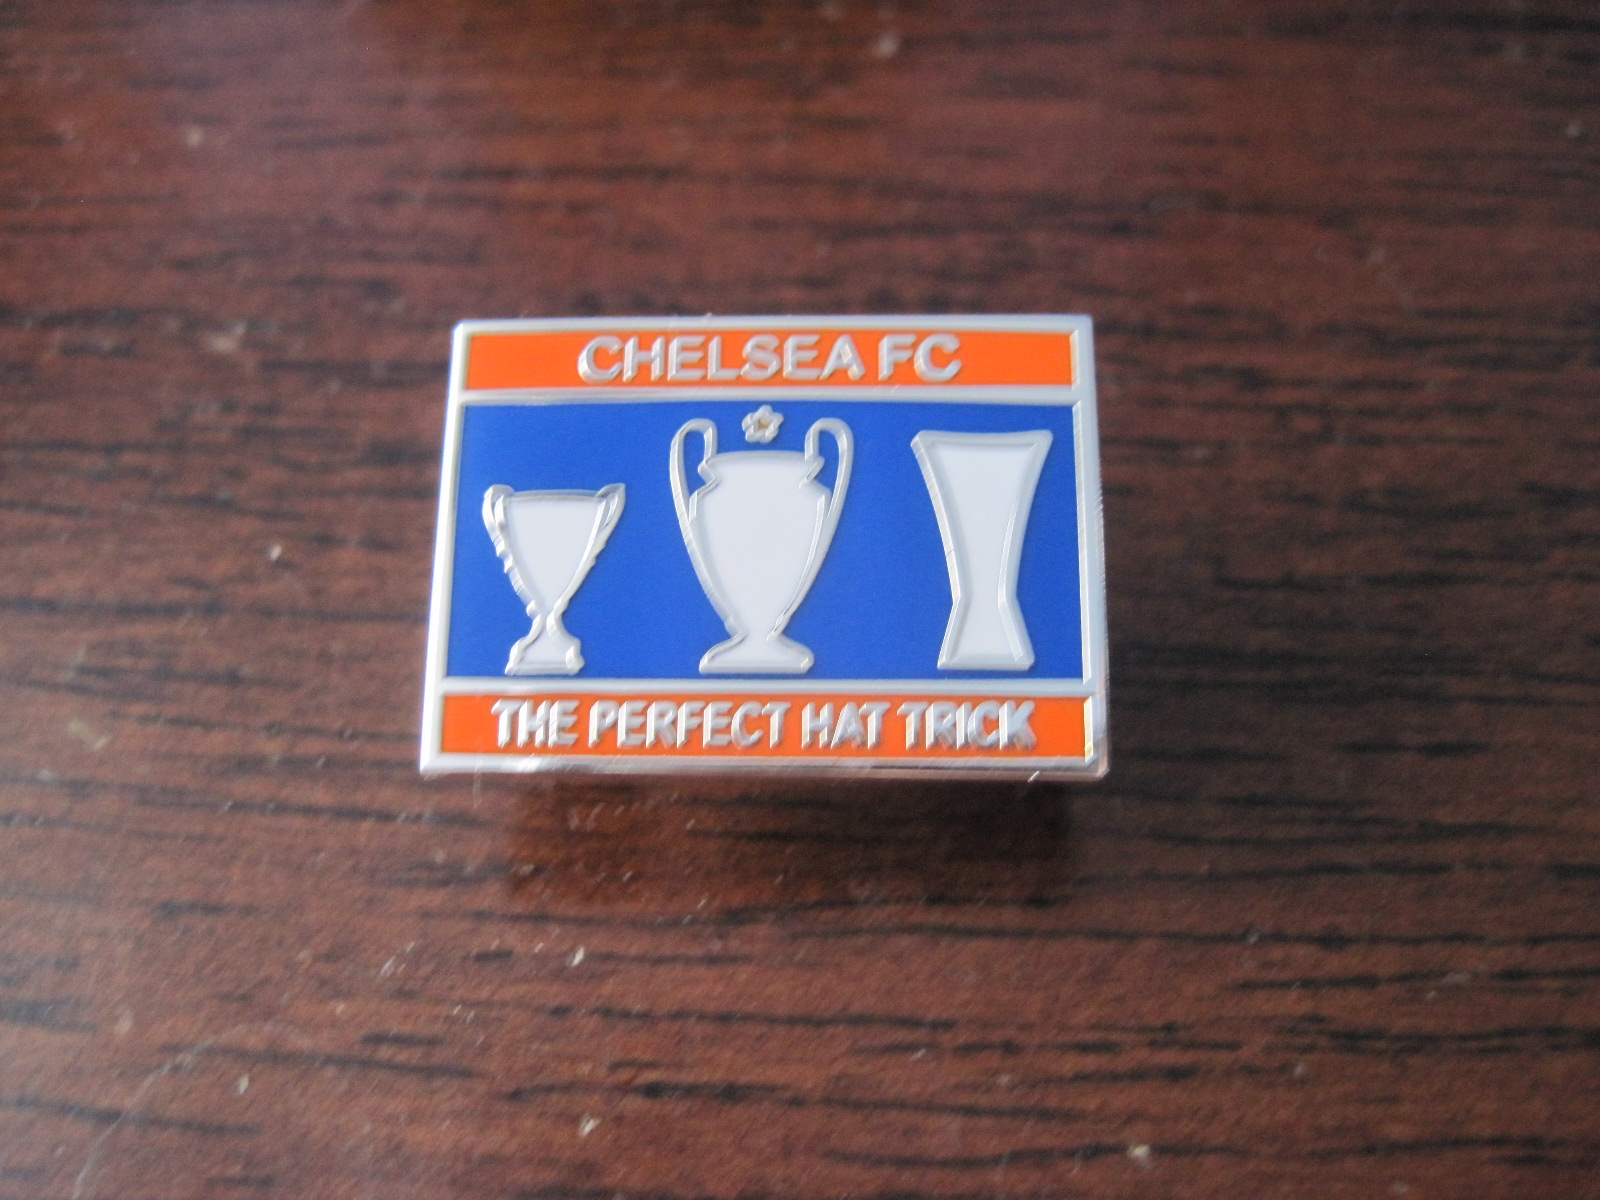 CHELSEA FC
THE PERFECT HAT TRICK